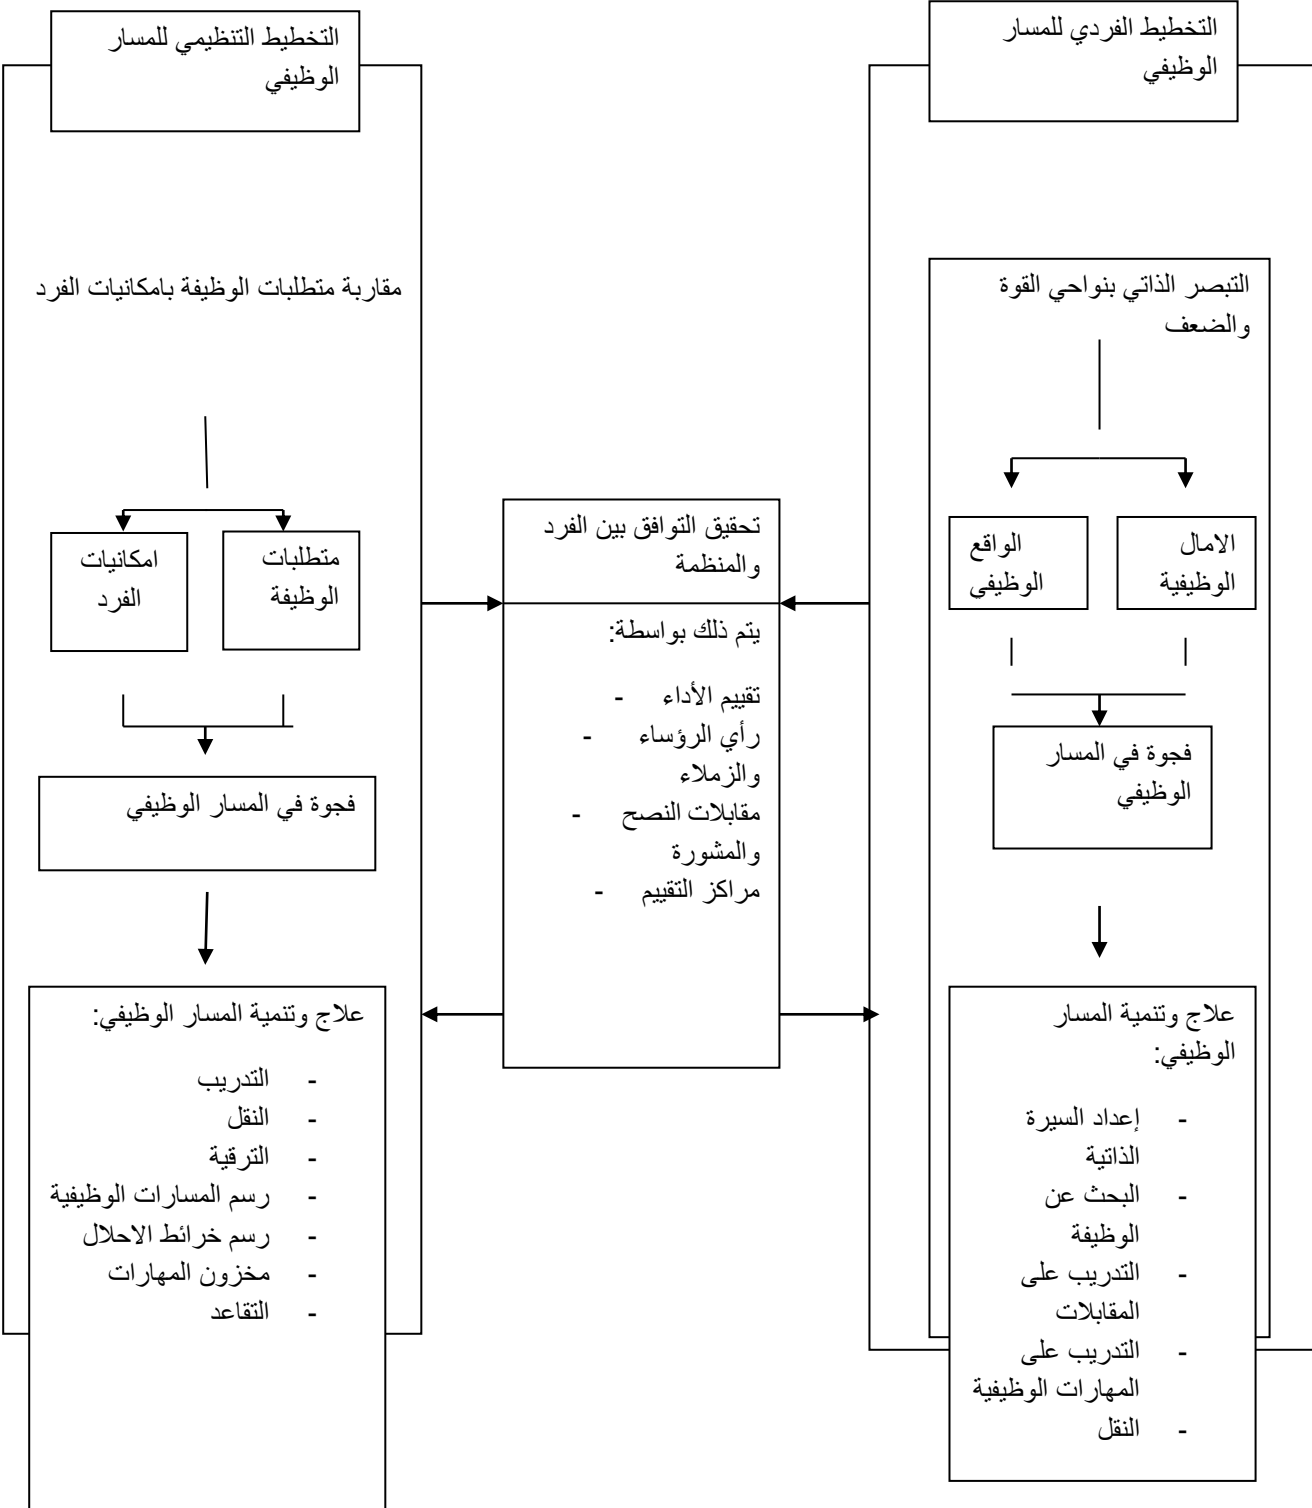 التخطيط الفردي للمسار
الوظيفي
التبصر الذاتي بنواحي القوة
والضعف
الامال
الوظيفية
الواقع
الوظيفي
فجوة في المسار
الوظيفي
علاج وتنمية المسار
الوظيفي:
- إعداد السيرة
الذاتية
- البحث عن
الوظيفة
- التدريب على
المقابلات
- التدريب على
المهارات الوظيفية
- النقل
تحقيق التوافق بين الفرد
والمنظمة
يتم ذلك بواسطة:
تقييم الأداء -
رأي الرؤساء -
والزملاء
مقابلات النصح -
والمشورة
مراكز التقييم -
التخطيط التنظيمي للمسار
الوظيفي
مقاربة متطلبات الوظيفة بامكانيات الفرد
متطلبات
الوظيفة
امكانيات
الفرد
فجوة في المسار الوظيفي
علاج وتنمية المسار الوظيفي:
- التدريب
- النقل
- الترقية
- رسم المسارات الوظيفية
- رسم خرائط الاحلال
- مخزون المهارات
- التقاعد